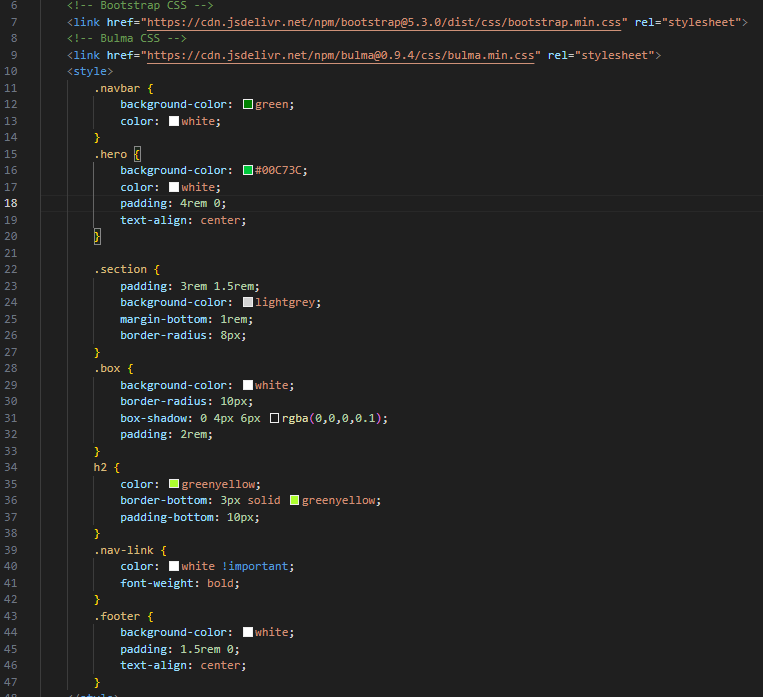 6 <!-- Bootstrap CSS -->
7 <link href="https://cdn.jsdelivr.net/npm/bootstrap@5.3.0/dist/css/bootstrap.min.css" rel="stylesheet">
8 <!-- Bulma CSS -->
9 <link href="https://cdn.jsdelivr.net/npm/bulma@0.9.4/css/bulma.min.css" rel="stylesheet">
10 <style>
11 .navbar {
12 background-color: green;
13 color: white;
14 }
15 .hero {
16 background-color: #00C73C;
17 color: white;
18 padding: 4rem 0;
19 text-align: center;
20 }
21
22 .section {
23 padding: 3rem 1.5rem;
24 background-color: lightgrey;
25 margin-bottom: 1rem;
26 border-radius: 8px;
27 }
28 .box {
29 background-color: white;
30 border-radius: 10px;
31 box-shadow: 0 4px 6px rgba(0,0,0,0.1);
32 padding: 2rem;
33 }
34 h2 {
35 color: greenyellow;
36 border-bottom: 3px solid greenyellow;
37 padding-bottom: 10px;
38 }
39 .nav-link {
40 color: white !important;
41 font-weight: bold;
42 }
43 .footer {
44 background-color: white;
45 padding: 1.5rem 0;
46 text-align: center;
47 }